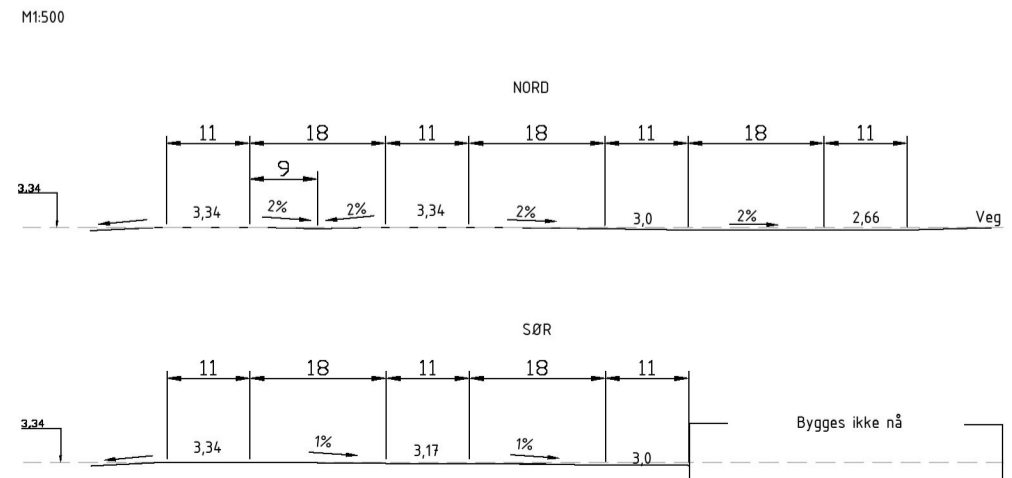 M1:500
NORD
11 18 11 18 11 18 11
9
3,34 3,34 2% 2% 3,34 2% 3,0 2% 2,66 Veg
SØR
11 18 11 18 11
3,34 3,34 1% 3,17 1% 3,0 Bygges ikke nå